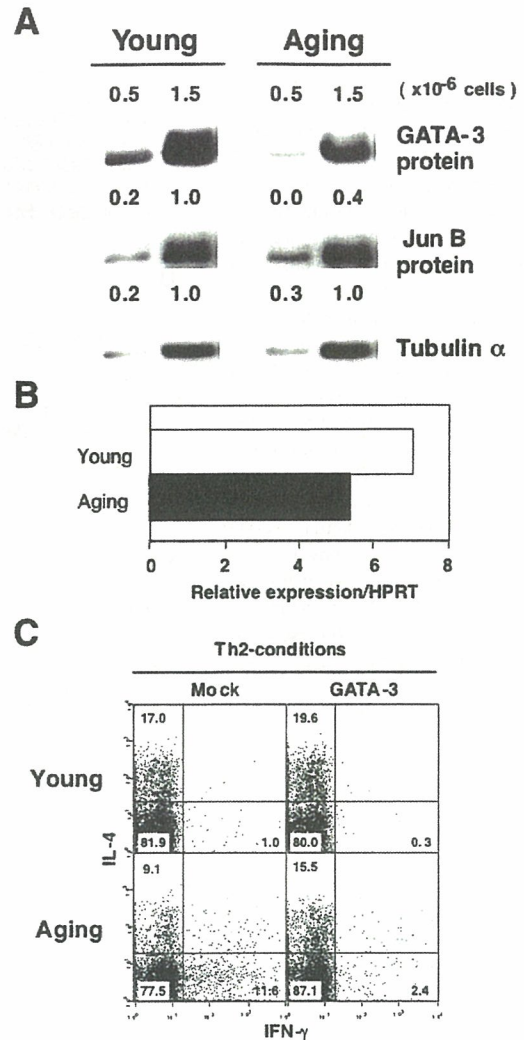 A
Young Aging
0.5 1.5 0.5 1.5 ( x10-6 cells )
GATA-3
protein
0.2 1.0 0.0 0.4
Jun B
protein
0.2 1.0 0.3 1.0
Tubulin α
B
Young
Aging
0 2 4 6 8
Relative expression/HPRT
C
Th2-conditions
Mock GATA-3
17.0 19.6
Young
81.9 1.0 80.0 0.3
IL-4
9.1 15.5
Aging
77.5 11.6 87.1 2.4
IFN-γ